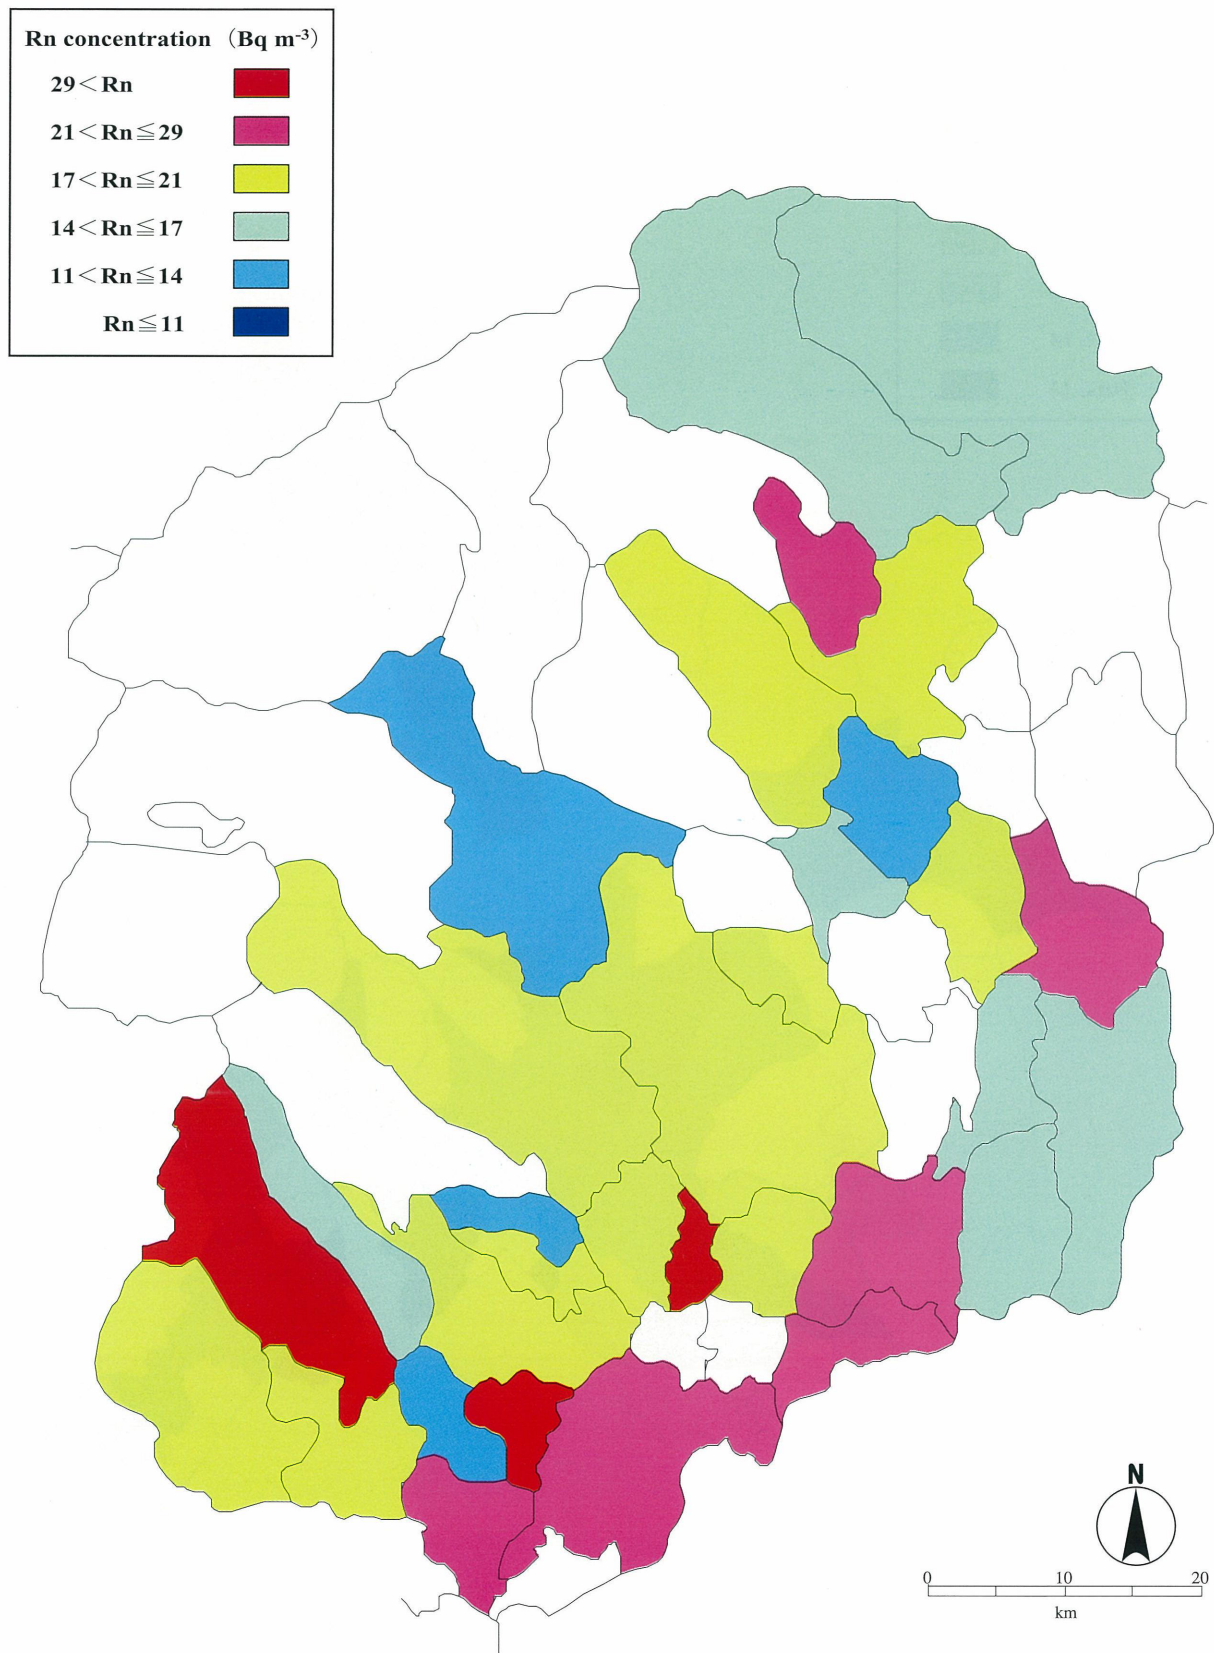 Rn concentration （Bq m-3）
29＜Rn
21＜Rn≦29
17＜Rn≦21
14＜Rn≦17
11＜Rn≦14
Rn≦11
N
0 10 20
km